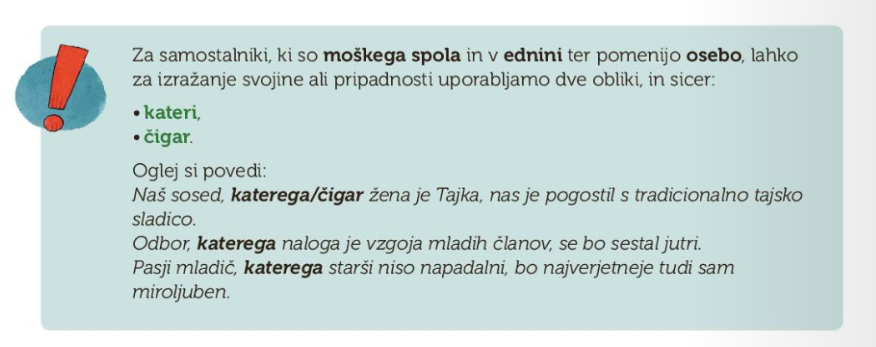 Za samostalniki, ki so moškega spola in v ednini ter pomenijo osebo, lahko
za izražanje svojine ali pripadnosti uporabljamo dve obliki, in sicer:
• kateri,
• čigar.
Oglej si povedi:
Naš sosed, katerega/čigar žena je Tajka, nas je pogostil s tradicionalno tajsko
sladico.
Odbor, katerega naloga je vzgoja mladih članov, se bo sestal jutri.
Pasji mladič, katerega starši niso napadalni, bo najverjetneje tudi sam
miroljuben.